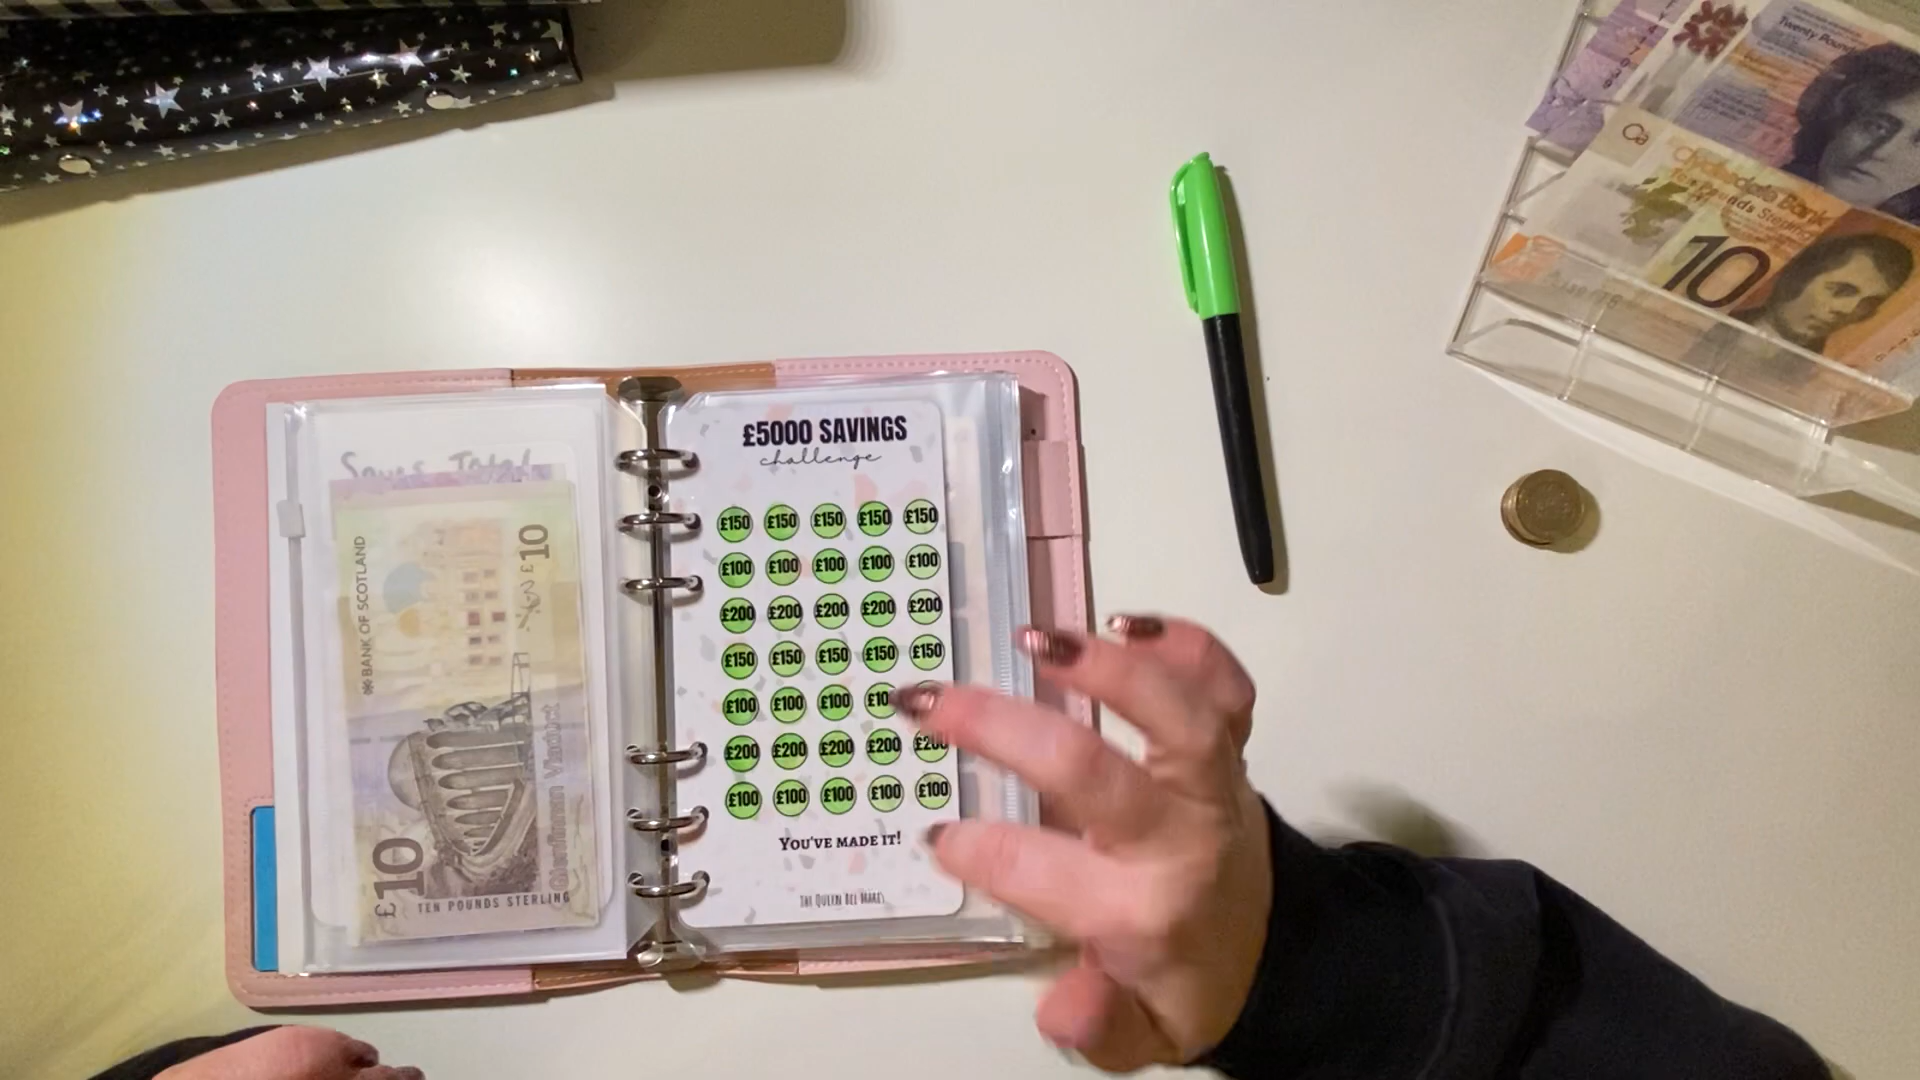 £5000 SAVINGS
challenge
£150 £150 £150 £150 £150
£100 £100 £100 £100 £100
£200 £200 £200 £200 £200
£150 £150 £150 £150 £150
£100 £100 £100 £10
£200 £200 £200 £200 £200
£100 £100 £100 £100 £100
YOU'VE MADE IT!
THE QUEEN BEE MAKES
BANK OF SCOTLAND
£10
£10
TEN POUNDS STERLING
Glenfinnan Viaduct
Twenty Pounds
Clydesdale Bank
Ten Pounds Sterling
10